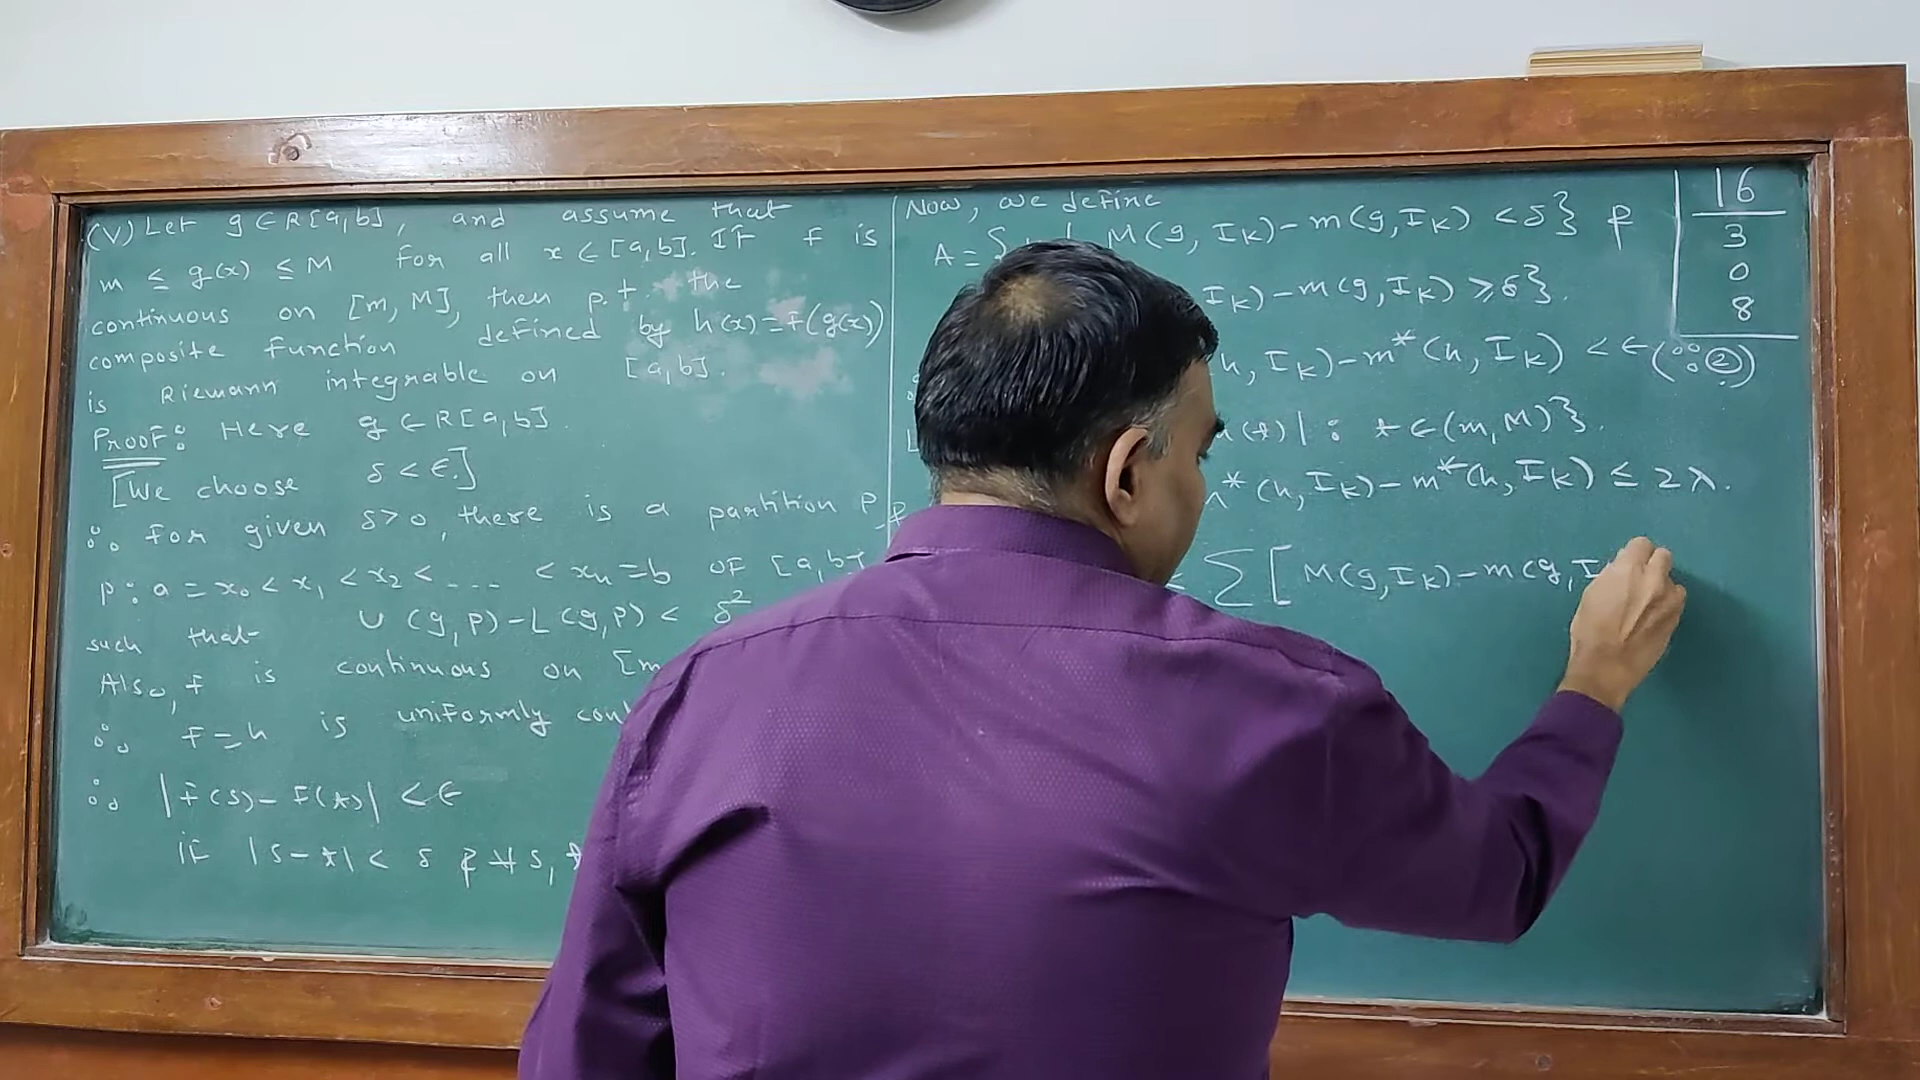 (V) Let g ∈ R[a,b], and assume that
m ≤ g(x) ≤ M for all x ∈ [a,b]. If f is
continuous on [m, M], then p.t. the
composite function defined by h(x) = f(g(x))
is Riemann integrable on [a,b].
Proof: Here g ∈ R[a,b].
[We choose δ < ε.]
∴ for given δ > 0, there is a partition P,
p: a = x₀ < x₁ < x₂ < ... < xₙ = b of [a,b]
such that U(g,P) - L(g,P) < δ²
Also, f is continuous on [m
∴ f = h is uniformly
∴ |f(s) - f(t)| < ε
if |s - t| < δ & ∀ s,
Now, we define
A = { M(g, Iₖ) - m(g, Iₖ) < δ} &
Iₖ) - m(g, Iₖ) ≥ δ}.
h, Iₖ) - m*(h, Iₖ) < ε (∵ ②)
(t)| : t ∈ (m, M)}.
*(h, Iₖ) - m*(h, Iₖ) ≤ 2λ.
∑ [M(g, Iₖ) - m(g, I
16
3
0
8